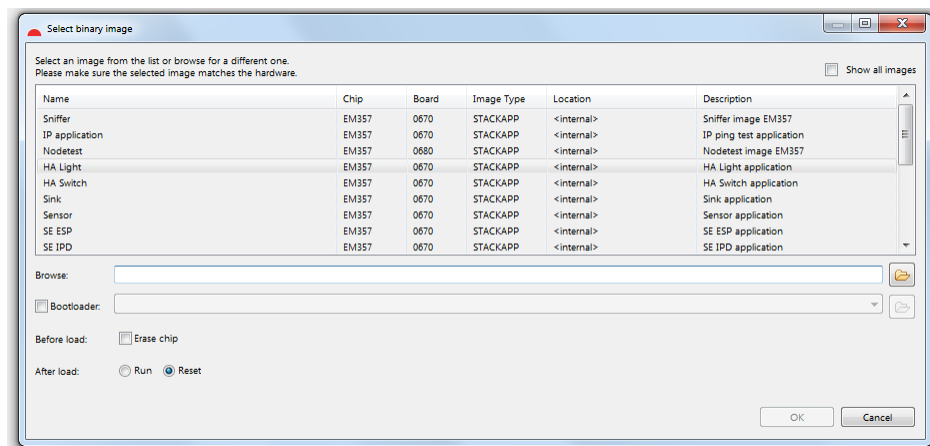 Select binary image
Select an image from the list or browse for a different one.
Please make sure the selected image matches the hardware.
Show all images
Name Chip Board Image Type Location Description
Sniffer EM357 0670 STACKAPP <internal> Sniffer image EM357
IP application EM357 0670 STACKAPP <internal> IP ping test application
Nodetest EM357 0680 STACKAPP <internal> Nodetest image EM357
HA Light EM357 0670 STACKAPP <internal> HA Light application
HA Switch EM357 0670 STACKAPP <internal> HA Switch application
Sink EM357 0670 STACKAPP <internal> Sink application
Sensor EM357 0670 STACKAPP <internal> Sensor application
SE ESP EM357 0670 STACKAPP <internal> SE ESP application
SE IPD EM357 0670 STACKAPP <internal> SE IPD application
Browse:
Bootloader:
Before load: Erase chip
After load: Run Reset
OK Cancel